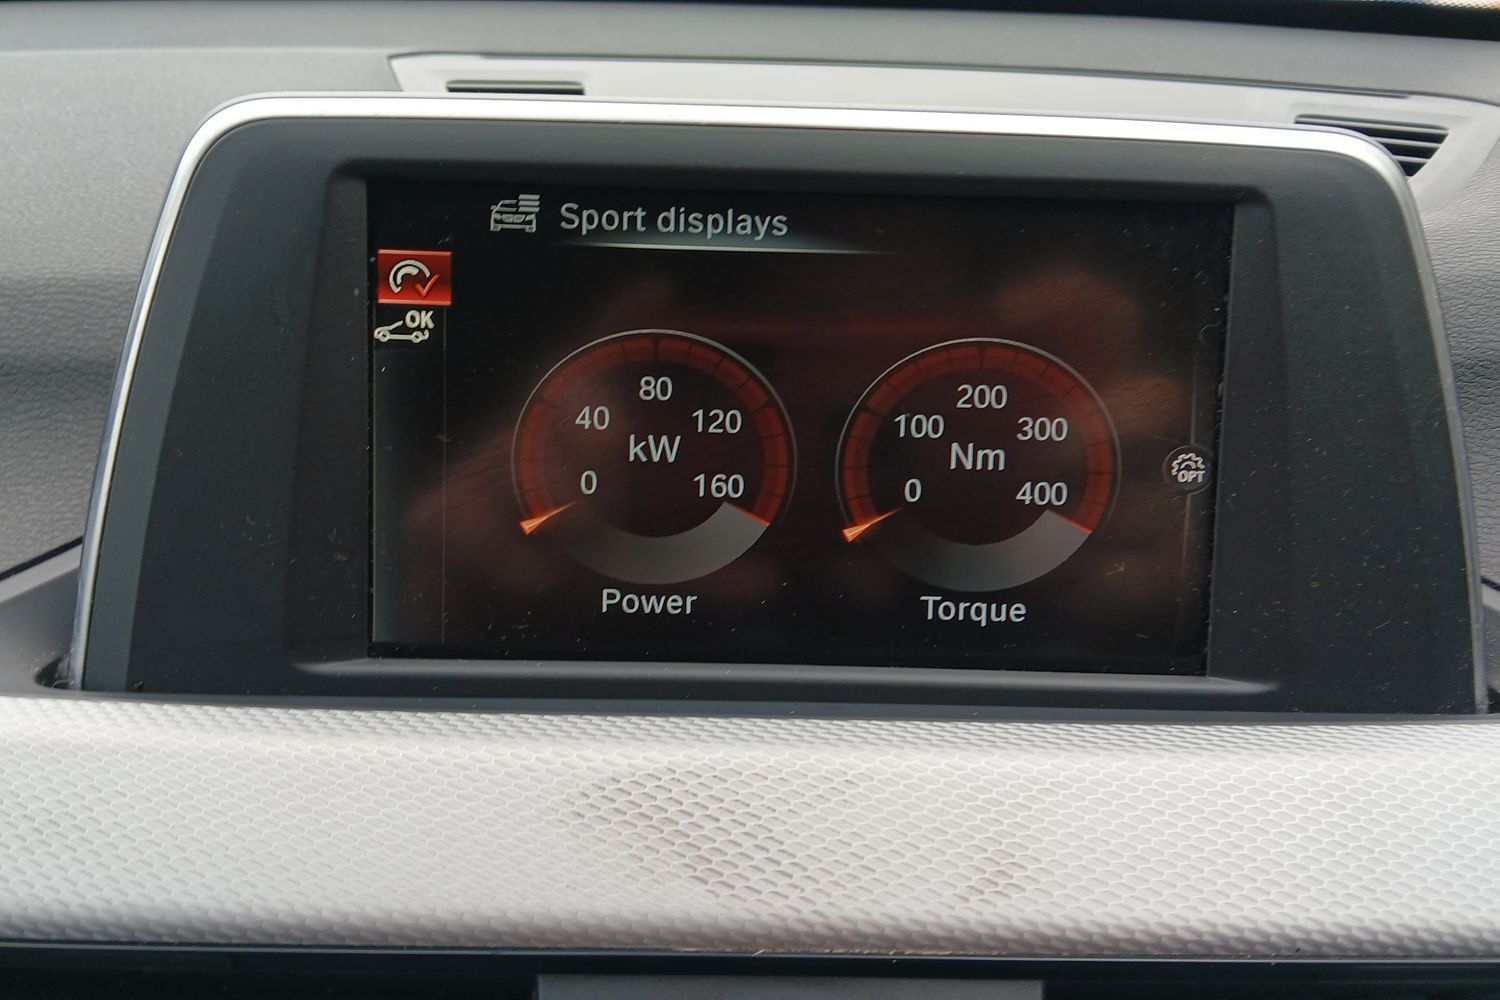 Sport displays
OK
80
40
120
kW
0
160
Power
200
100
300
Nm
0
400
Torque
OPT